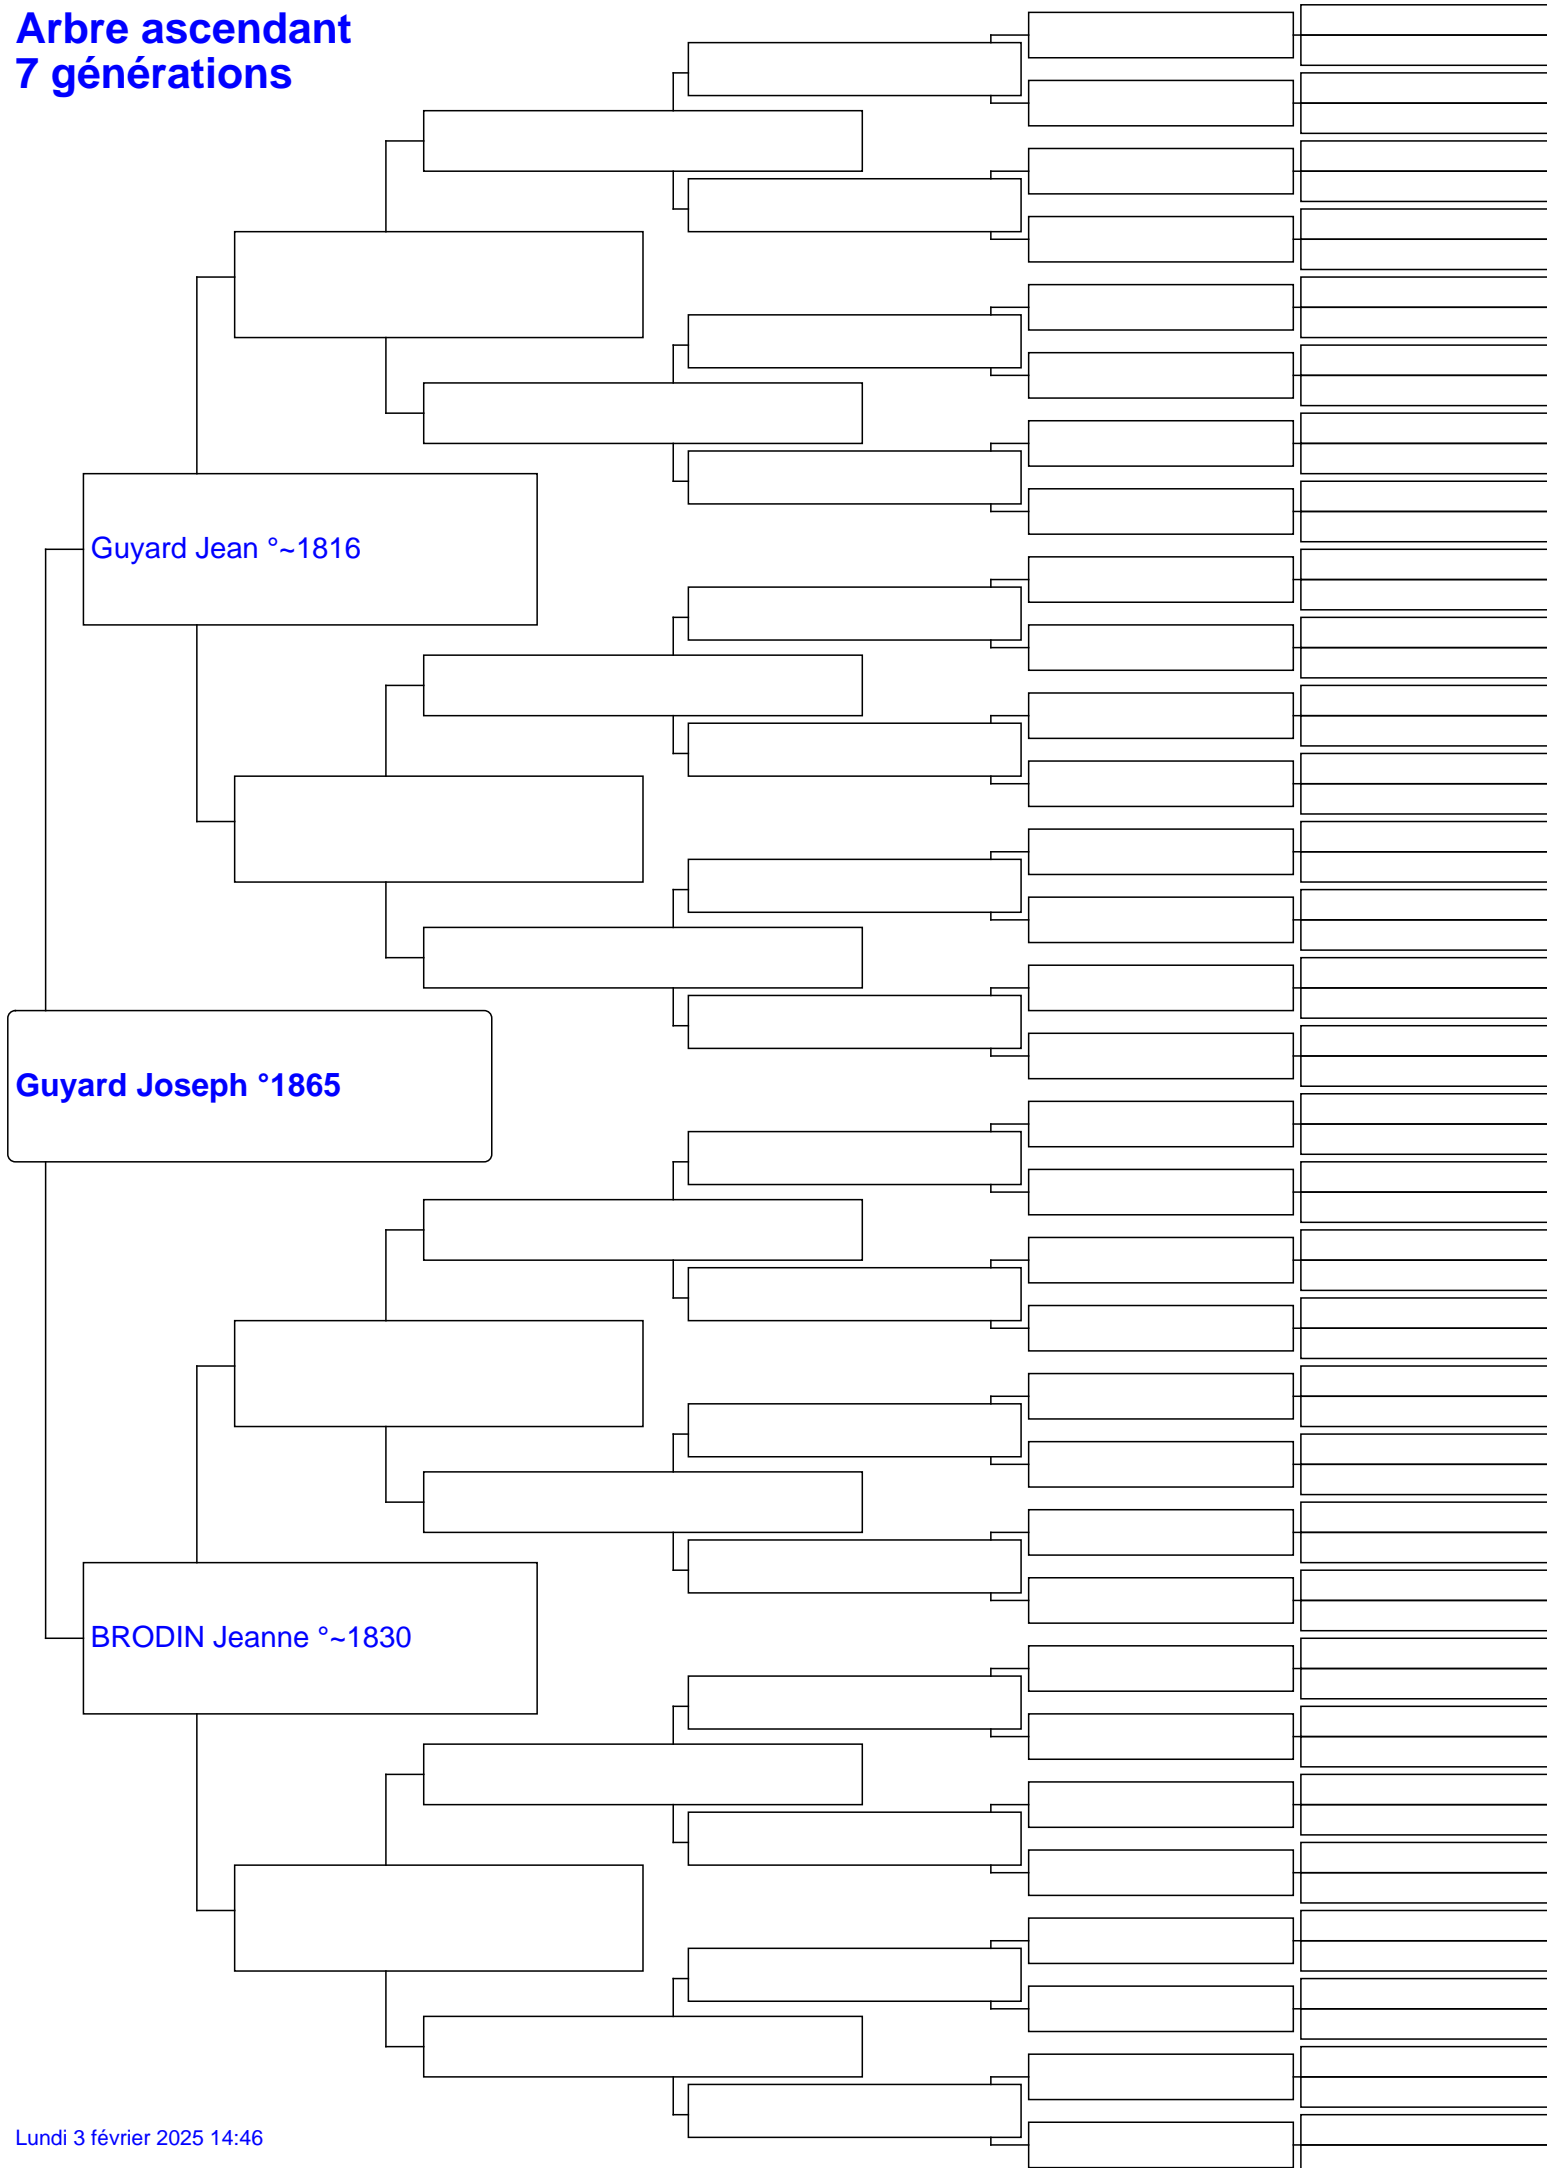 Arbre ascendant
7 générations
Guyard Jean °~1816
Guyard Joseph °1865
BRODIN Jeanne °~1830
Lundi 3 février 2025 14:46